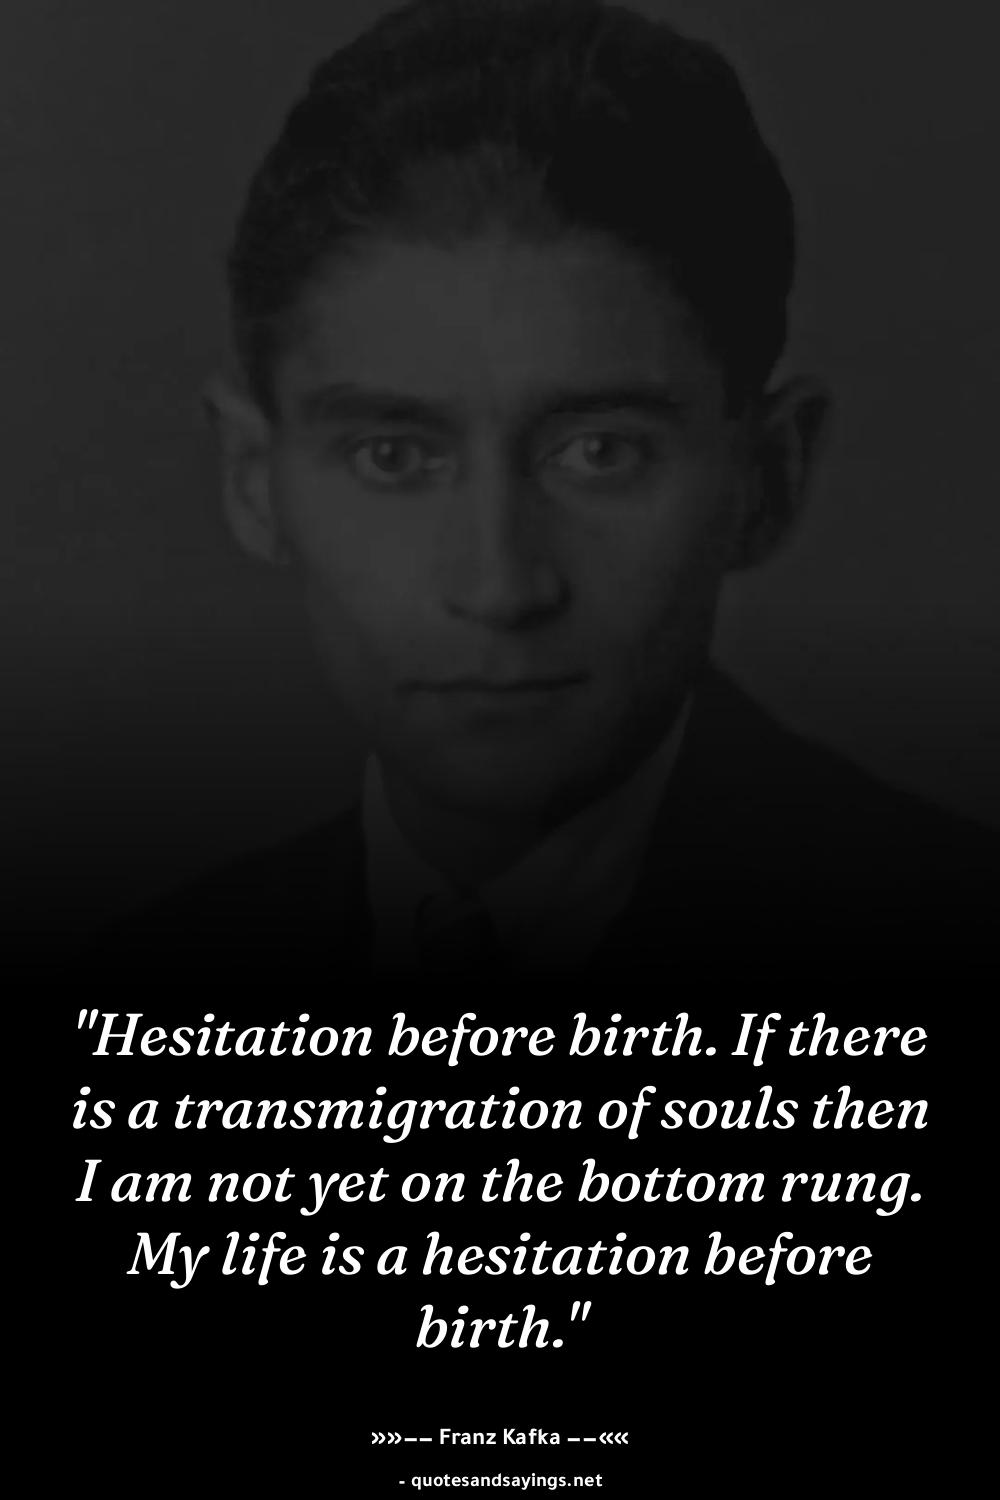 "Hesitation before birth. If there
is a transmigration of souls then
I am not yet on the bottom rung.
My life is a hesitation before
birth."
»»−− Franz Kafka −−««
- quotesandsayings.net